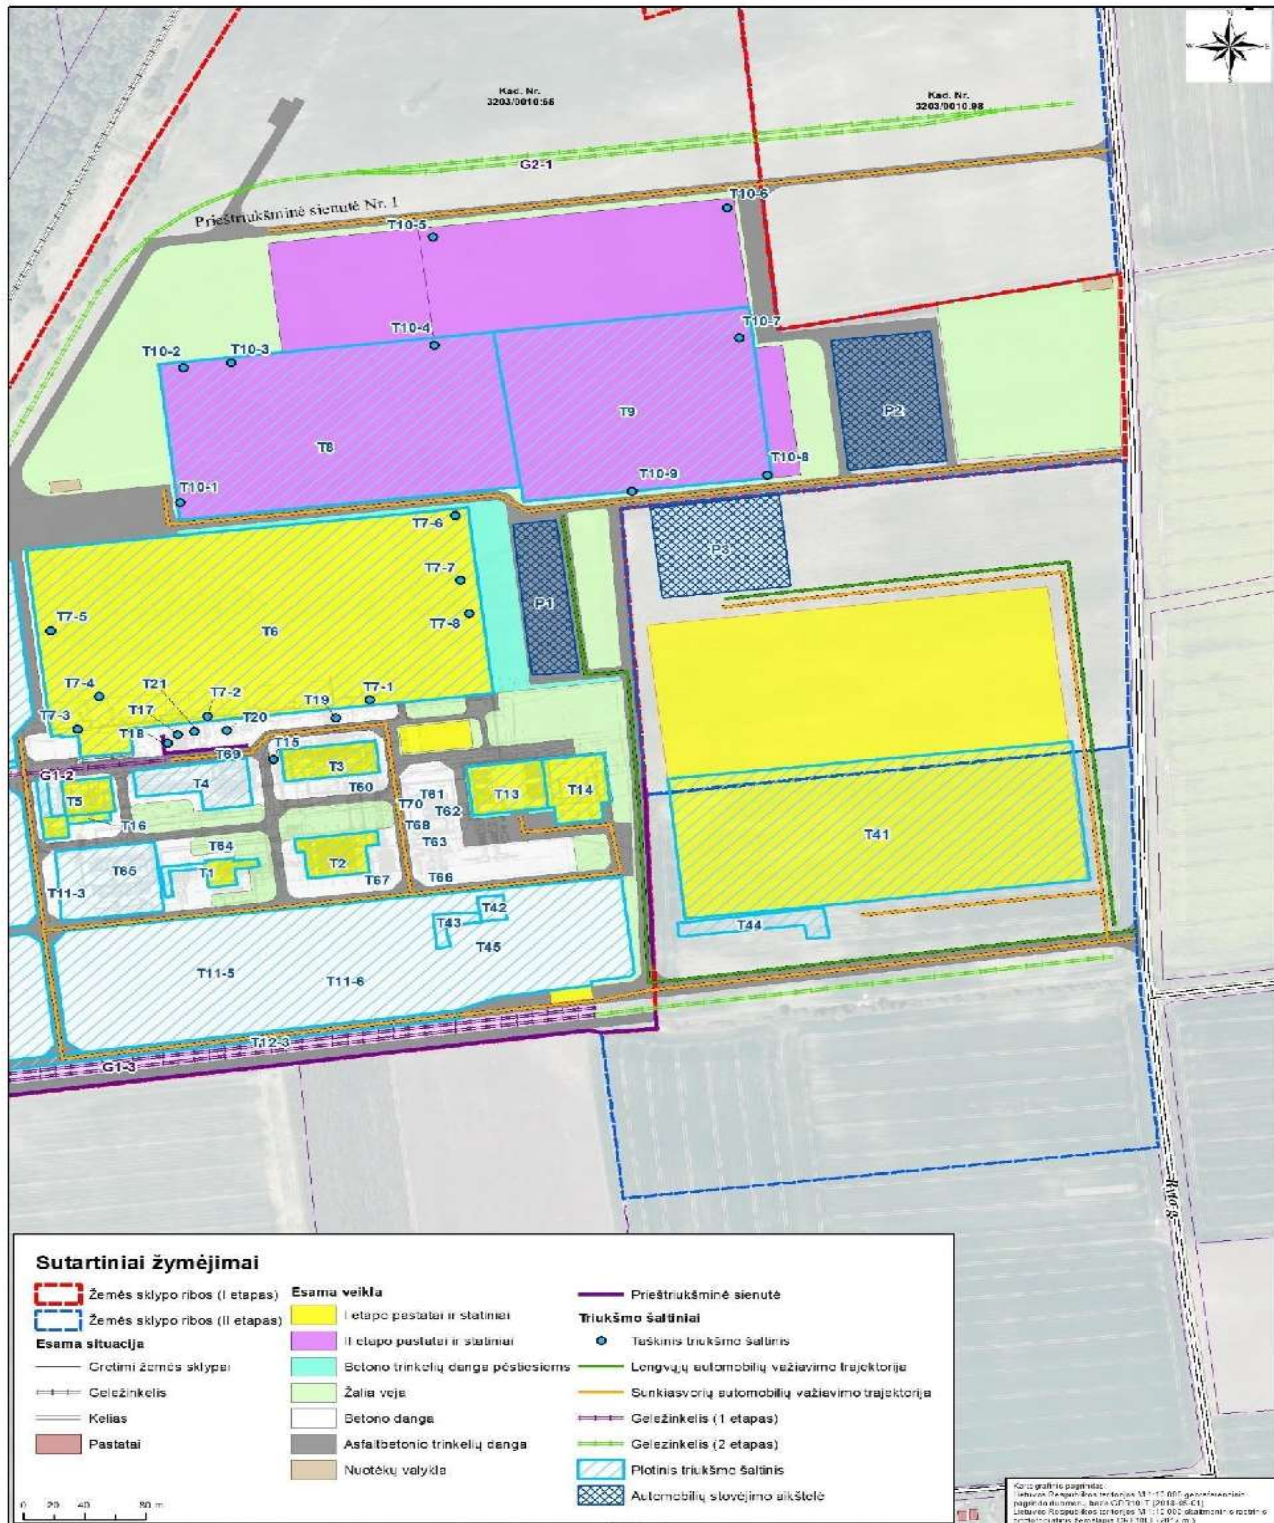 N
W E
S
Kad. Nr.
3203/0010:55
Kad. Nr.
3203/0010:98
G2-1
Prieštriukšminė sienutė Nr. 1
T10-6
T10-5
T10-7
T10-4
T10-3
T10-2
P2
T9
T8
T10-8
T10-9
T10-1
T7-6
P3
T7-7
P1
T7-8
T7-5
T6
T7-4
T21
T7-2
T7-1
T19
T17
T7-3
T18
T20
T69
T15
G1-2
T3
T4
T60
T61
T13
T14
T5
T70
T62
T16
T68
T41
T63
T64
T65
T1
T2
T67
T66
T11-3
T42
T43
T44
T45
T11-5
T11-6
T12-3
G1-3
Sutartiniai žymėjimai
Žemės sklypo ribos (I etapas)
Žemės sklypo ribos (II etapas)
Esama situacija
Gretimi žemės sklypai
Geležinkelis
Kelias
Pastatai
0 20 40 80 m
Esama veikla
I etapo pastatai ir statiniai
II etapo pastatai ir statiniai
Betono trinkelių danga pėstiesiems
Žalia veja
Betono danga
Asfaltbetonio trinkelių danga
Nuotėkų valykla
Prieštriukšminė sienutė
Triukšmo šaltiniai
Taškinis triukšmo šaltinis
Lengvųjų automobilių važiavimo trajektorija
Sunkiasvorių automobilių važiavimo trajektorija
Geležinkelis (1 etapas)
Geležinkelis (2 etapas)
Plotinis triukšmo šaltinis
Automobilių stovėjimo aikštelė
Kartografinis pagrindas: